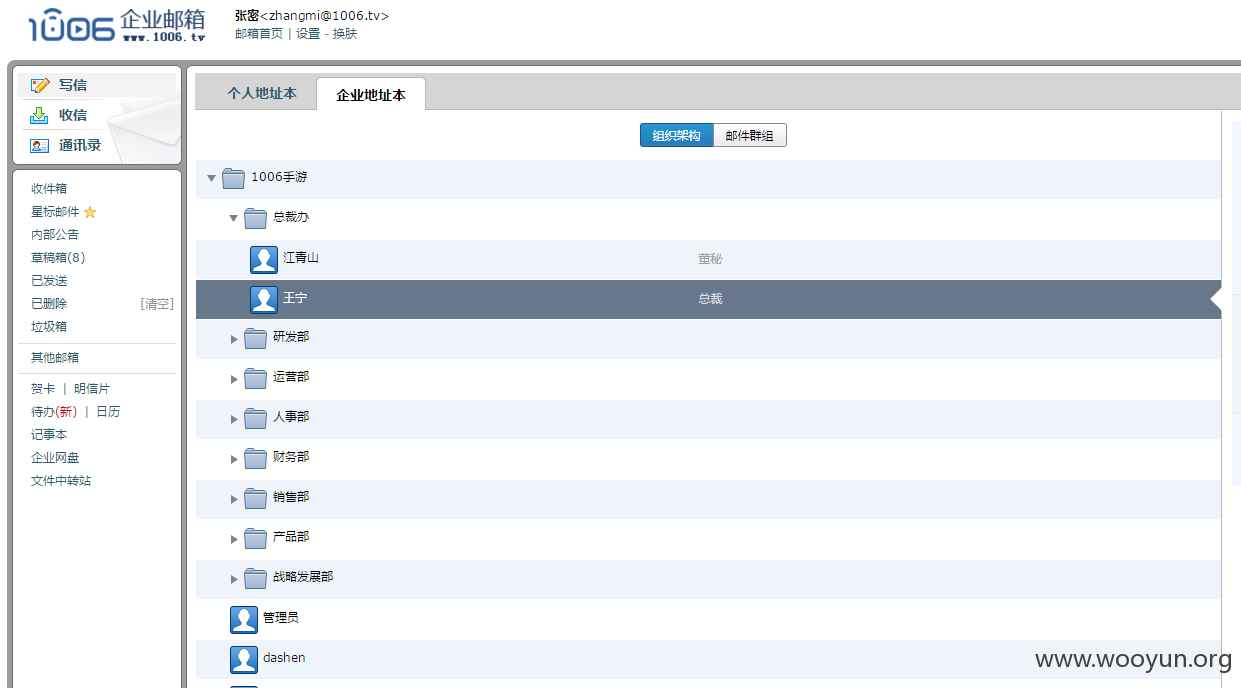 1006 企业邮箱
www.1006.tv
张密<zhangmi@1006.tv>
邮箱首页 | 设置 - 换肤
写信
收信
通讯录
收件箱
星标邮件
内部公告
草稿箱(8)
已发送
已删除 [清空]
垃圾箱
其他邮箱
贺卡 | 明信片
待办(新) | 日历
记事本
企业网盘
文件中转站
个人地址本 企业地址本
组织架构 邮件群组
1006手游
总裁办
江青山 董秘
王宁 总裁
研发部
运营部
人事部
财务部
销售部
产品部
战略发展部
管理员
dashen
www.wooyun.org